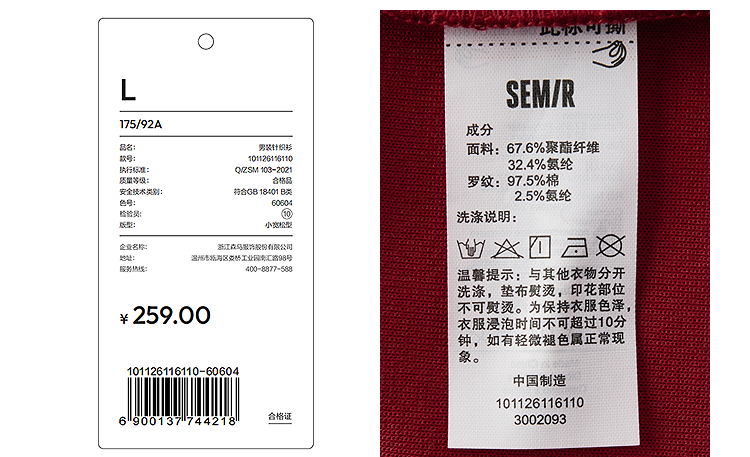 L
175/92A
品名: 男装针织衫
款号: 101126116110
执行标准: Q/ZSM 103-2021
质量等级: 合格品
安全技术类别: 符合GB 18401 B类
色号: 60604
检验员: 10
版型: 小宽松型
企业名称: 浙江森马服饰股份有限公司
地址: 温州市瓯海区娄桥工业园南汇路98号
服务热线: 400-8877-588
¥ 259.00
101126116110-60604
6 900137 744218
合格证
此标可撕
SEM/R
成分
面料: 67.6%聚酯纤维
32.4%氨纶
罗纹: 97.5%棉
2.5%氨纶
洗涤说明:
温馨提示: 与其他衣物分开
洗涤, 垫布熨烫, 印花部位
不可熨烫。为保持衣服色泽,
衣服浸泡时间不可超过10分
钟, 如有轻微褪色属正常现
象。
中国制造
101126116110
3002093